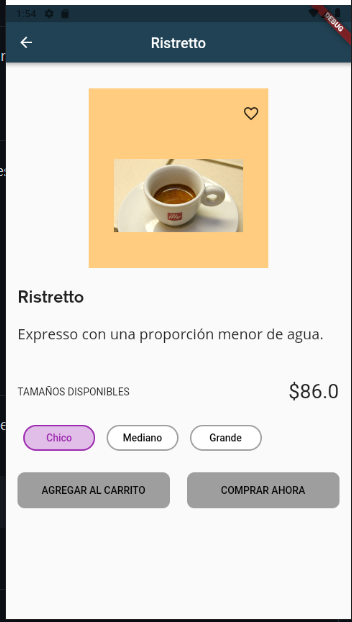 1:54
DEBUG
Ristretto
illy
Ristretto
Expresso con una proporción menor de agua.
TAMAÑOS DISPONIBLES
$86.0
Chico
Mediano
Grande
AGREGAR AL CARRITO
COMPRAR AHORA